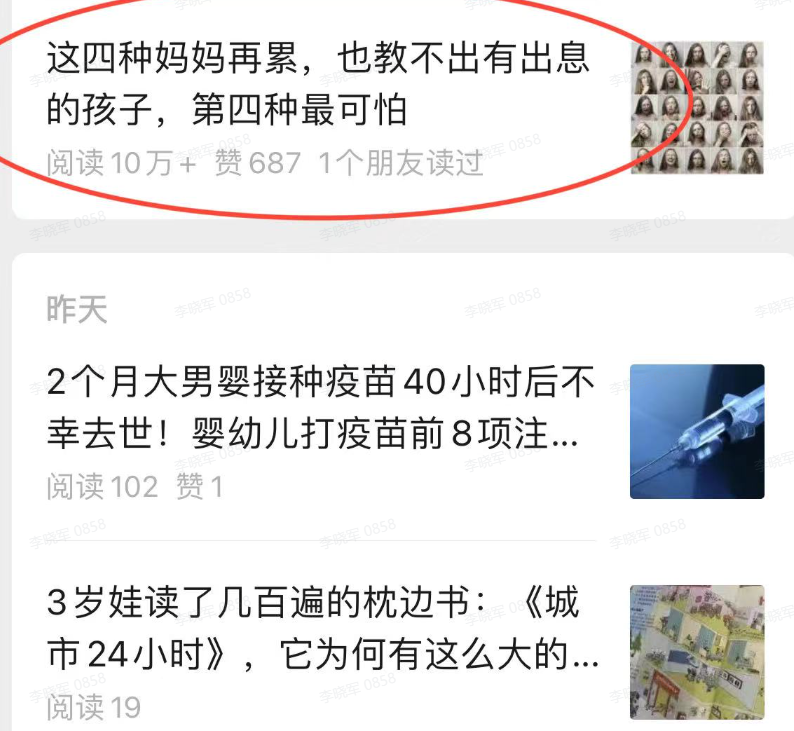 这四种妈妈再累，也教不出有出息
的孩子，第四种最可怕
阅读 10万+ 赞 687 1个朋友读过
昨天
2个月大男婴接种疫苗40小时后不
幸去世！婴幼儿打疫苗前8项注...
阅读 102 赞 1
3岁娃读了几百遍的枕边书：《城
市24小时》，它为何有这么大的...
阅读 19
李晓军 0858